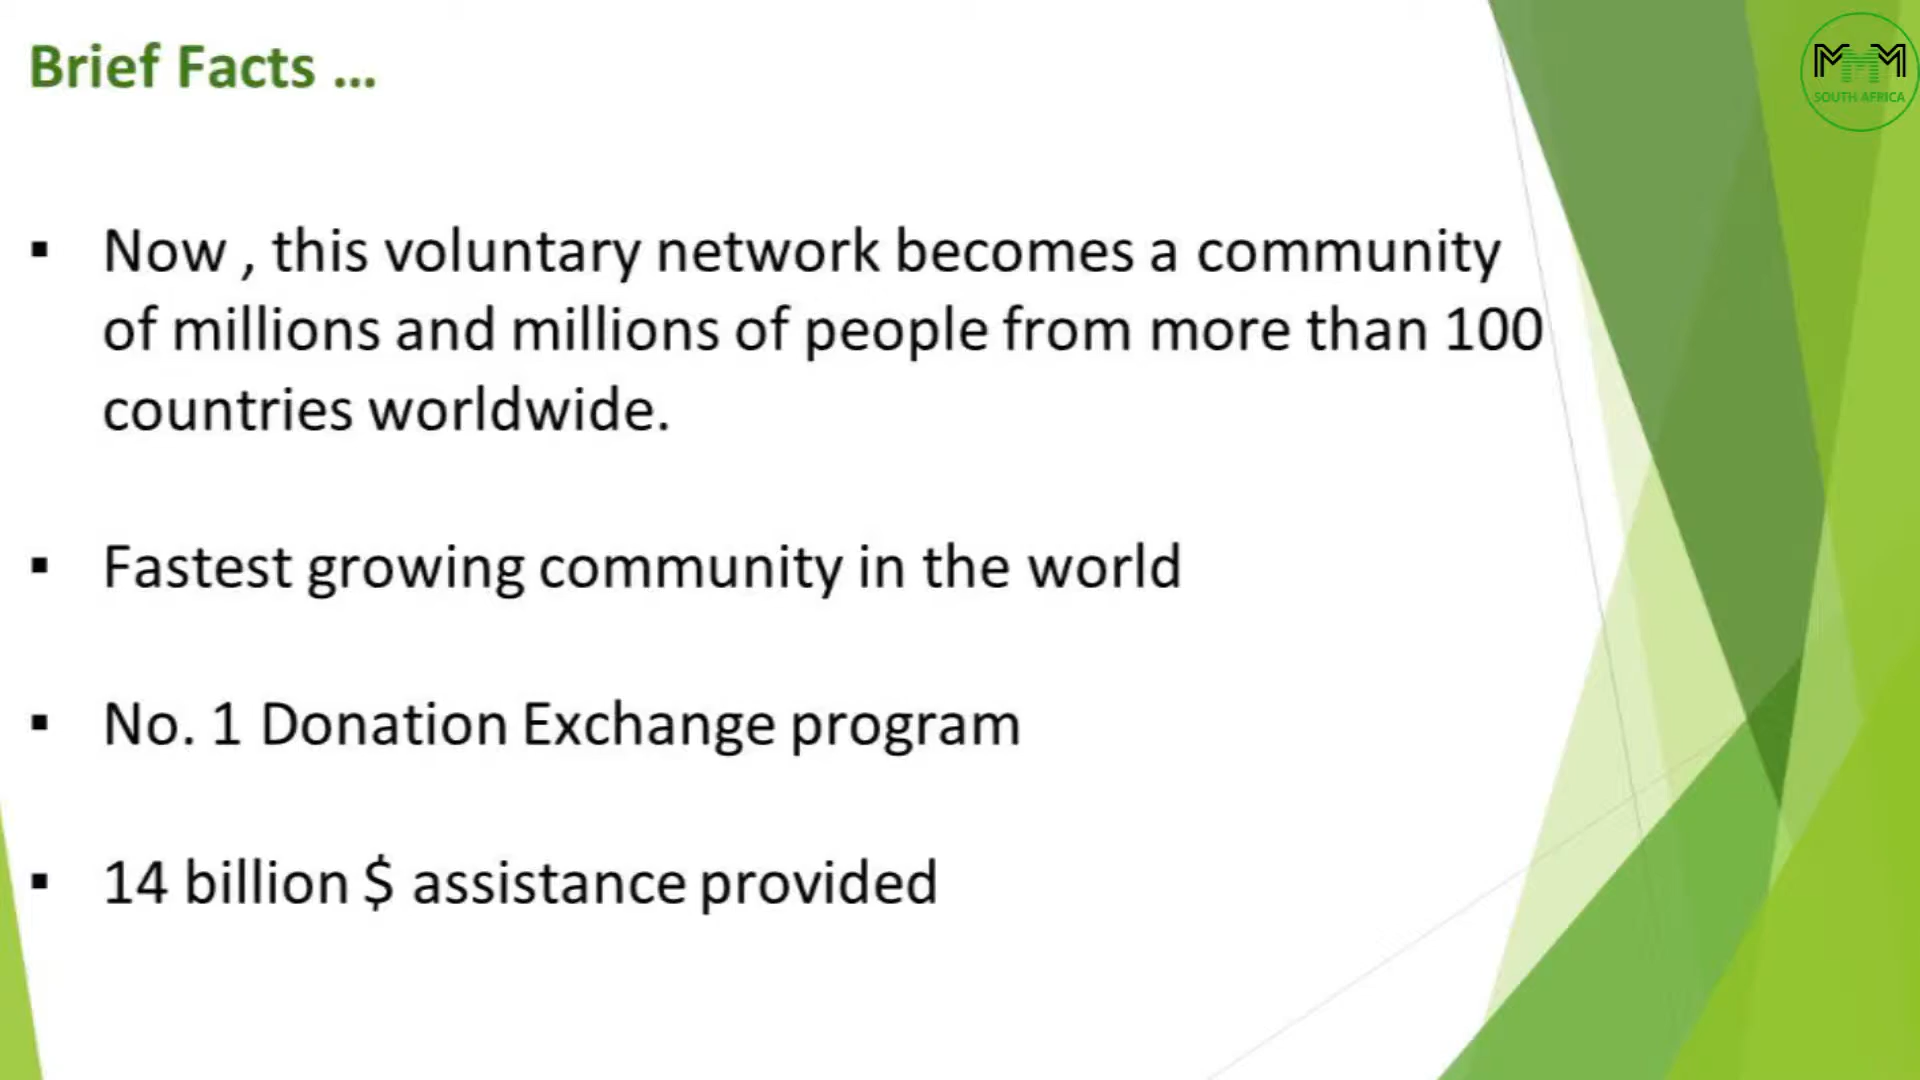 Brief Facts ...
MMM
SOUTH AFRICA
▪ Now , this voluntary network becomes a community
of millions and millions of people from more than 100
countries worldwide.
▪ Fastest growing community in the world
▪ No. 1 Donation Exchange program
▪ 14 billion $ assistance provided